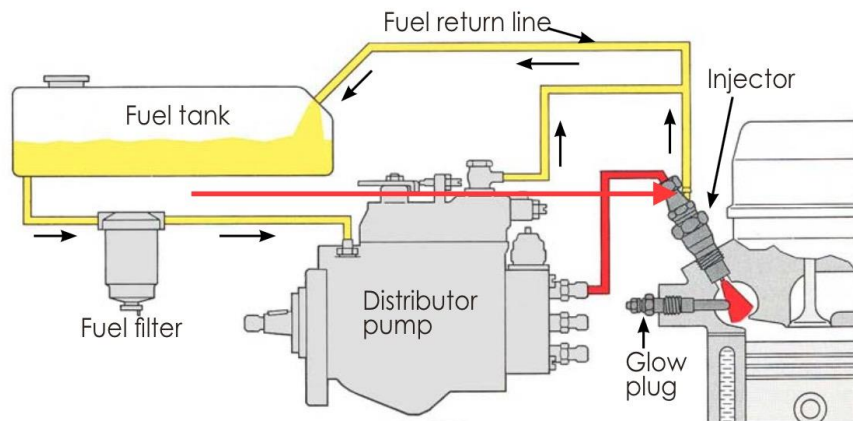 Fuel return line
Injector
Fuel tank
Distributor
pump
Fuel filter
Glow
plug